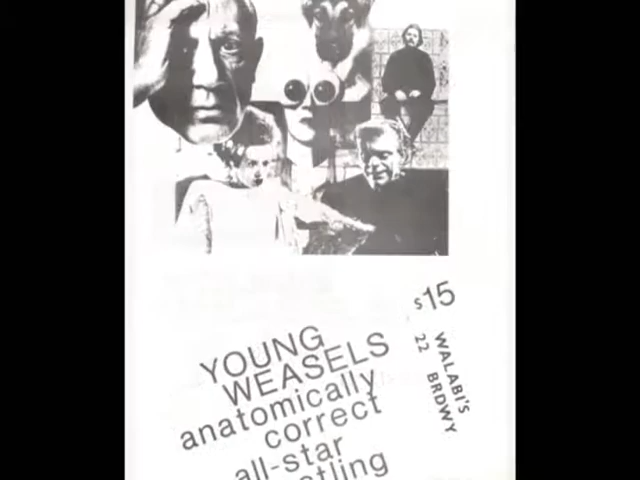 $15
WALABI'S
22 BRDWY
YOUNG
WEASELS
anatomically
correct
all-star